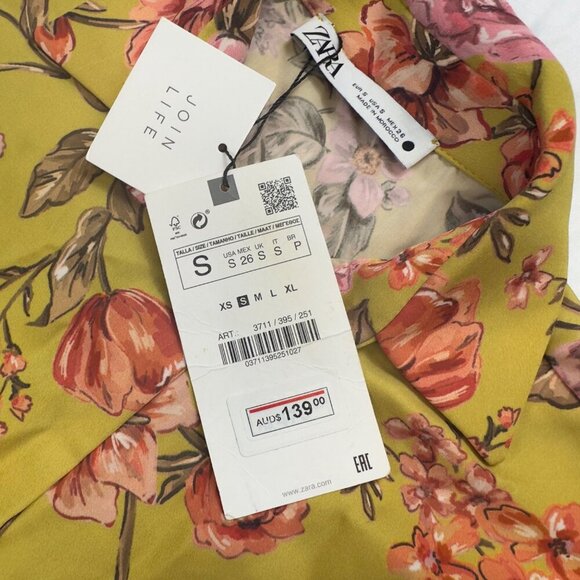 ZARA
EUR S USA S MEX 26
MADE IN MOROCCO
JOIN
LIFE
TALLA / SIZE / TAMANHO / TAILLE / MAAT / ΜΕΓΕΘΟΣ
S
USA MEX UK IT BR
S 26 S S P
XS S M L XL
ART.: 3711 / 395 / 251
03711395251027
AUD$ 139.00
EAC
www.zara.com